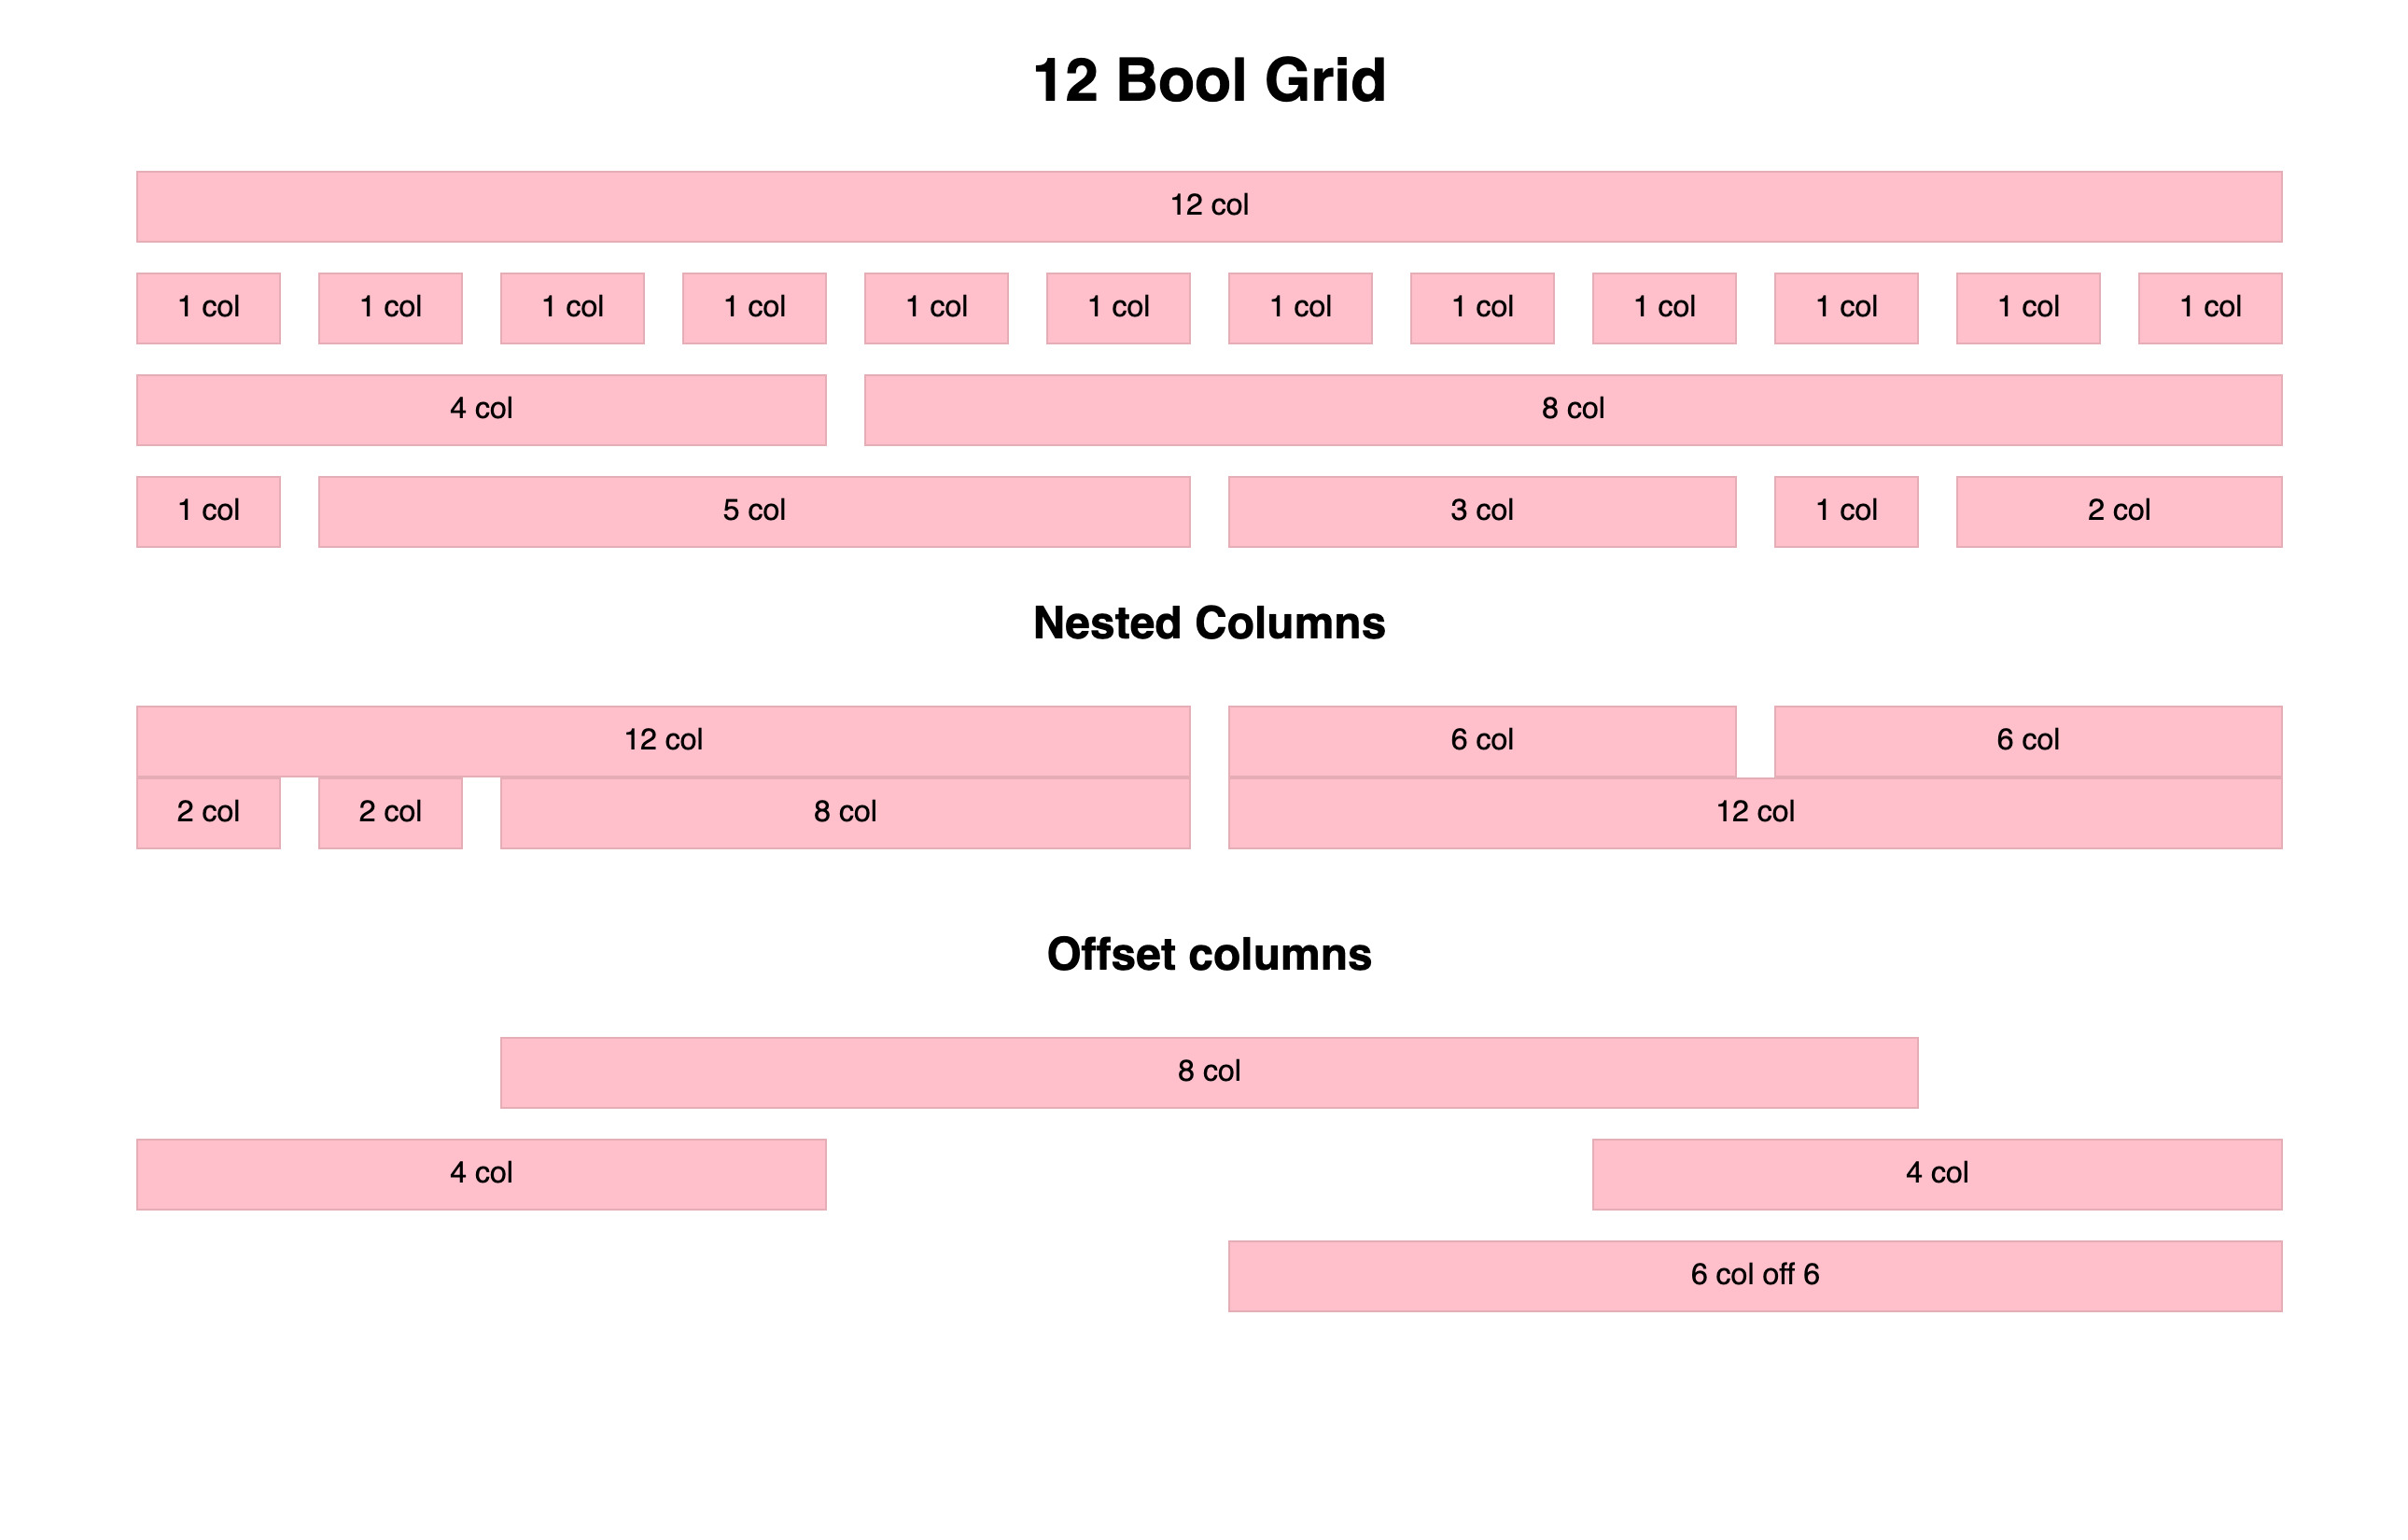 12 Bool Grid
12 col
1 col 1 col 1 col 1 col 1 col 1 col 1 col 1 col 1 col 1 col 1 col 1 col
4 col 8 col
1 col 5 col 3 col 1 col 2 col
Nested Columns
12 col 6 col 6 col
2 col 2 col 8 col 12 col
Offset columns
8 col
4 col 4 col
6 col off 6